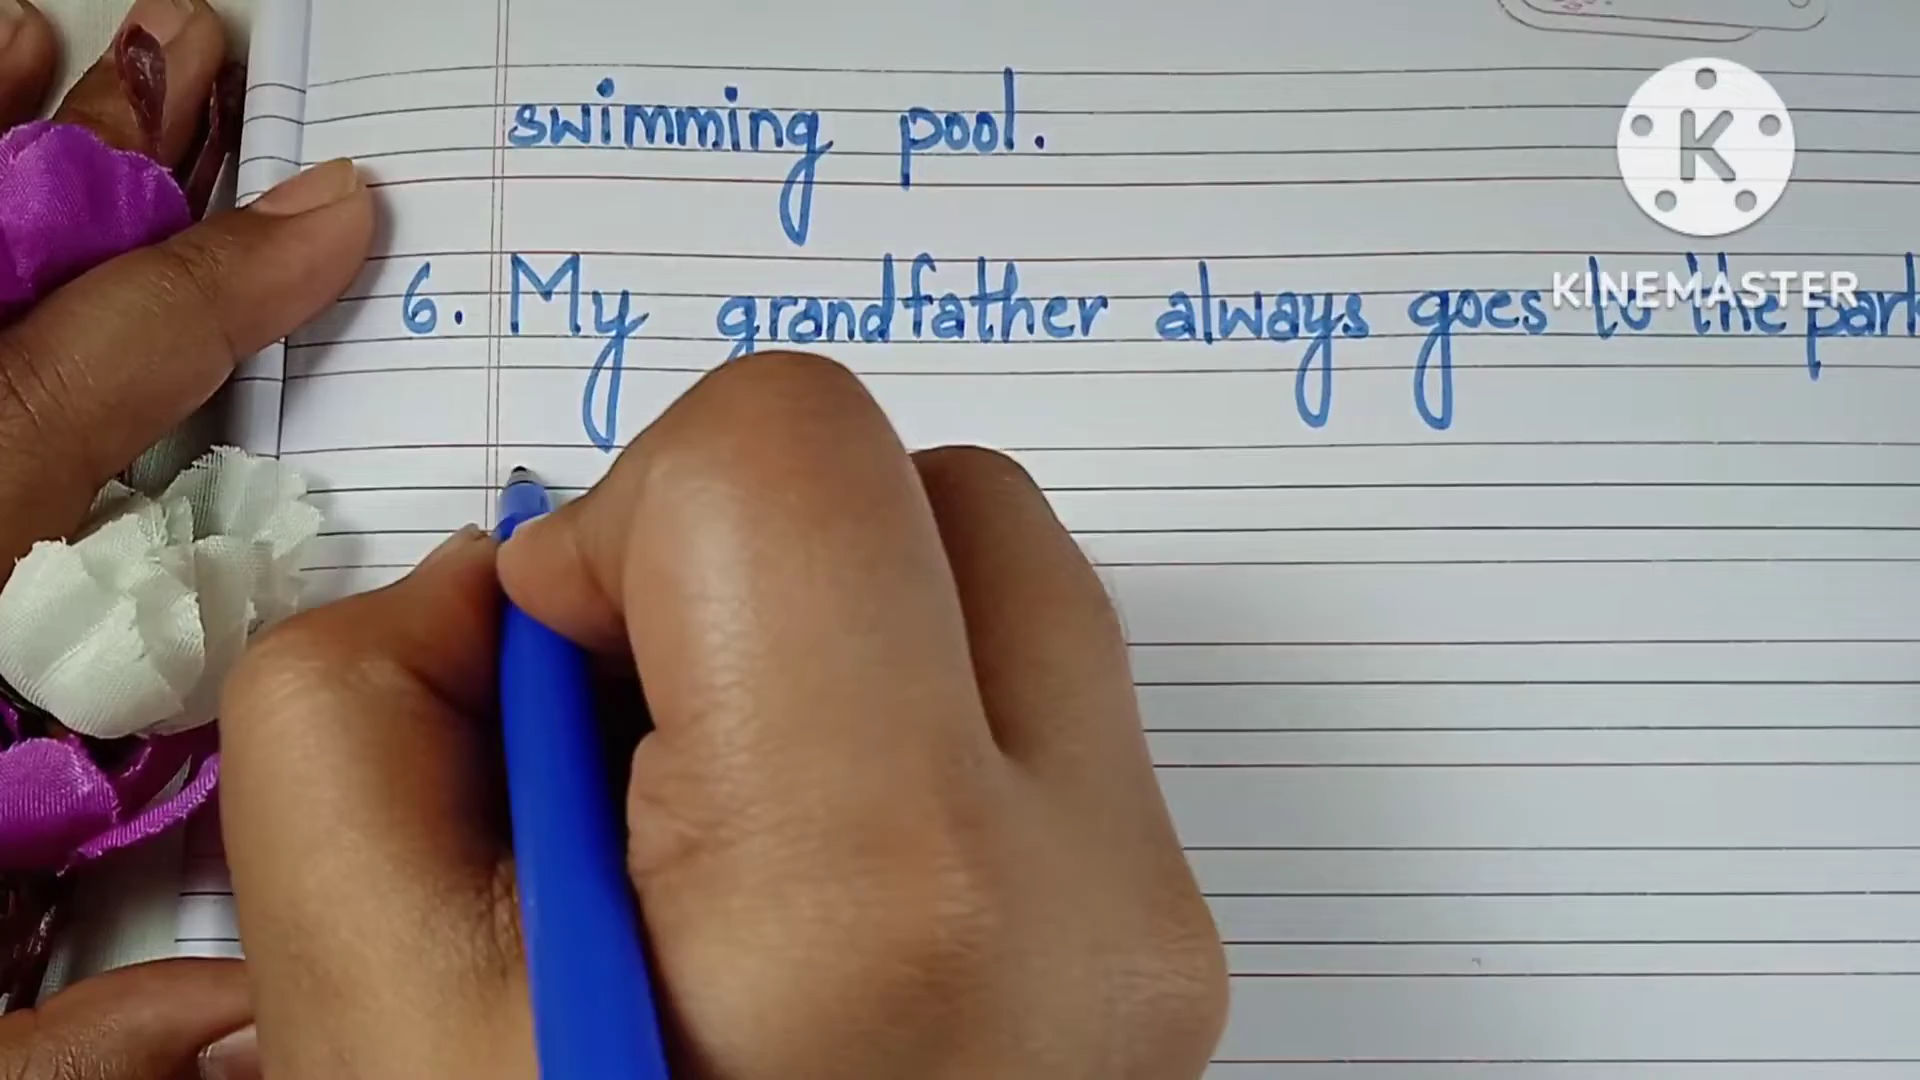 swimming pool.
6. My grandfather always goes to the park
K
KINEMASTER